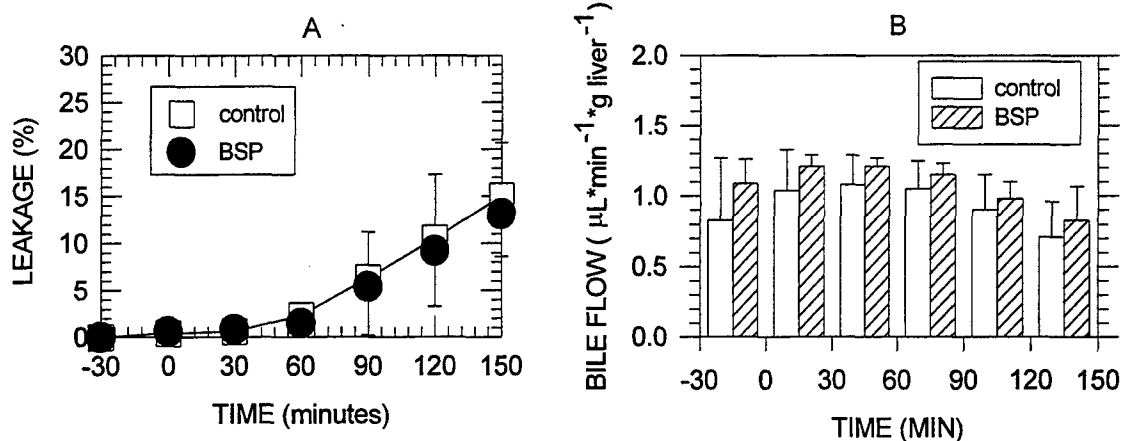 A
30
25
20
15
10
5
0
LEAKAGE (%)
control
BSP
-30 0 30 60 90 120 150
TIME (minutes)
B
2.0
1.5
1.0
0.5
0.0
BILE FLOW ( μL*min⁻¹*g liver⁻¹
control
BSP
-30 0 30 60 90 120 150
TIME (MIN)